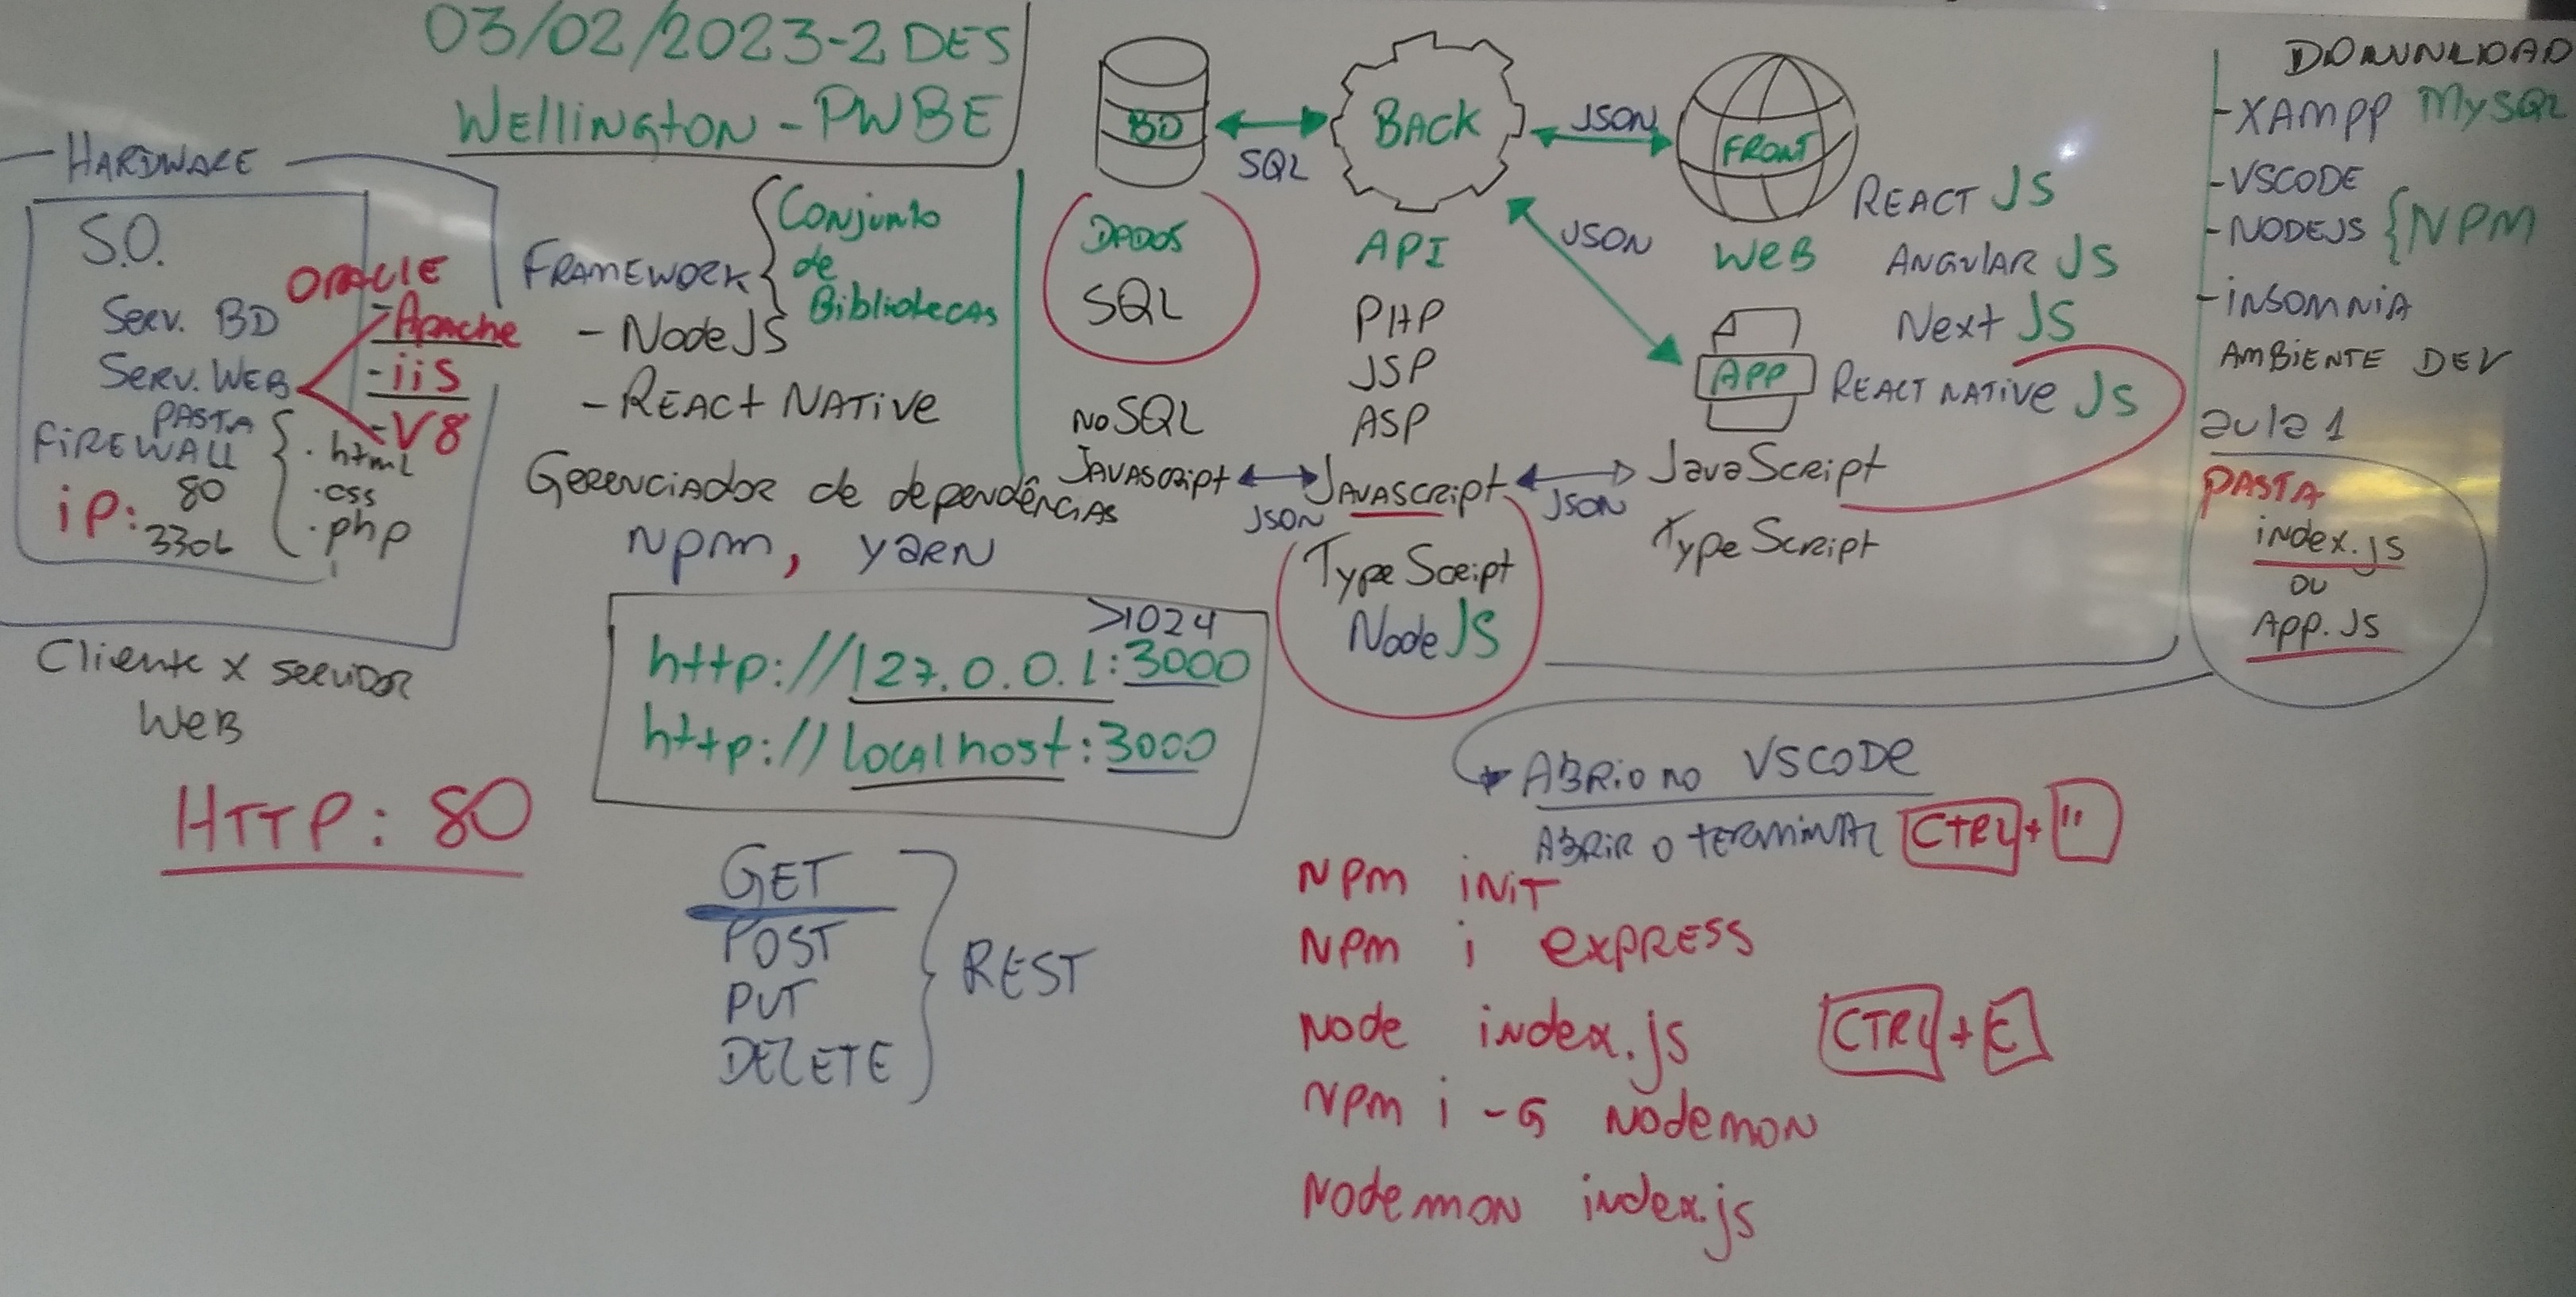 03/02/2023-2DES
Wellington - PWBE
HARDWARE
S.O.
ORACLE
Serv. BD
Serv. WEB
- Apache
- iis
- V8
PASTA
FIREWALL
. html
80
. css
ip:
3306
. php
Cliente x servidor
Web
HTTP: 80
FRAMEWORK
Conjunto
de
Bibliotecas
- NodeJS
- REACT NATIVE
Gerenciador de dependências
npm, yarn
>1024
http://127.0.0.1:3000
http://localhost:3000
GET
POST
PUT
DELETE
REST
BD
SQL
BACK
JSON
FRONT
JSON
DADOS
SQL
NoSQL
JavaScript
JSON
API
PHP
JSP
ASP
JavaScript
JSON
TypeScript
NodeJS
WEB
REACT JS
Angular JS
Next JS
APP
REACT NATIVE JS
JavaScript
TypeScript
DOWNLOAD
- XAMPP MySQL
- VSCODE
- NODEJS { NPM
- INSOMNIA
AMBIENTE DEV
aula 1
PASTA
index.js
ou
App.JS
ABRIO NO VSCODE
ABRIR O TERMINAL CTRL + "
NPM INIT
NPM i express
Node index.js CTRL + C
NPM i -G Nodemon
Nodemon index.js